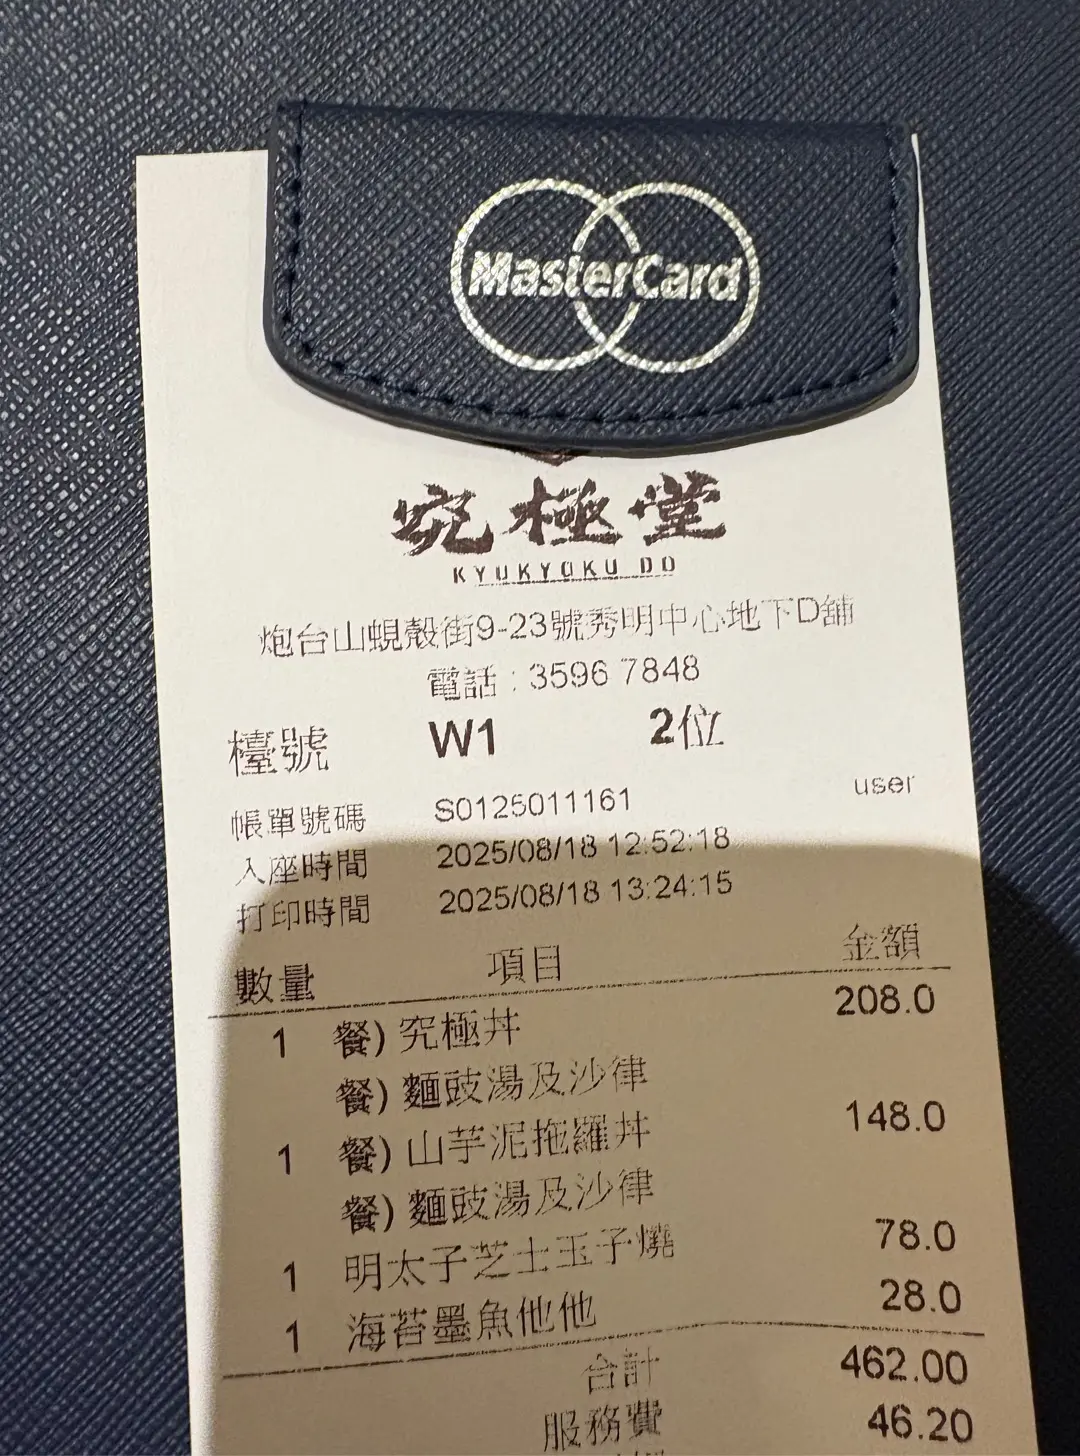 MasterCard
究極堂
KYUKYOKU DO
炮台山蜆殼街9-23號秀明中心地下D舖
電話：3596 7848
檯號 W1 2位
帳單號碼 S0125011161 user
入座時間 2025/08/18 12:52:18
打印時間 2025/08/18 13:24:15
數量 項目 金額
1 餐) 究極丼 208.0
餐) 麵豉湯及沙律
1 餐) 山芋泥拖羅丼 148.0
餐) 麵豉湯及沙律
1 明太子芝士玉子燒 78.0
1 海苔墨魚他他 28.0
合計 462.00
服務費 46.20